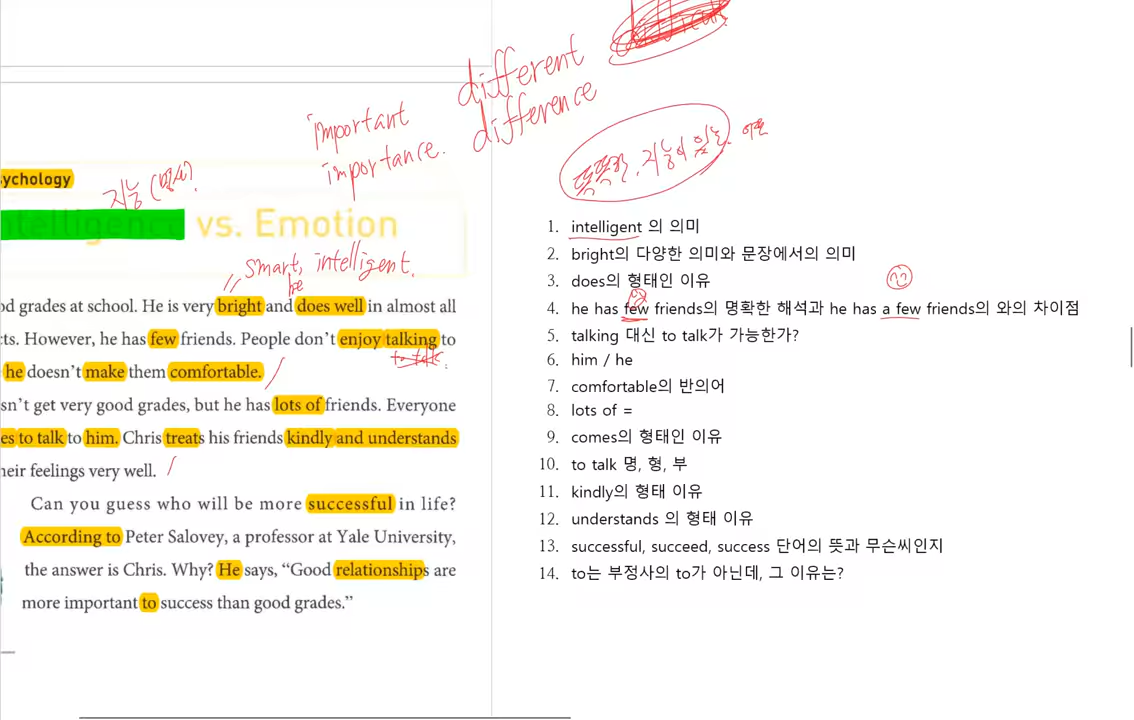 different
difference
important
importance.
똑똑한, 지능이 있는
지능 (명사)
sychology
ntelligence vs. Emotion
smart, intelligent.
he
od grades at school. He is very bright and does well in almost all
cts. However, he has few friends. People don't enjoy talking to
to talk
he doesn't make them comfortable.
sn't get very good grades, but he has lots of friends. Everyone
es to talk to him. Chris treats his friends kindly and understands
heir feelings very well.
Can you guess who will be more successful in life?
According to Peter Salovey, a professor at Yale University,
the answer is Chris. Why? He says, "Good relationships are
more important to success than good grades."
1. intelligent 의 의미
2. bright의 다양한 의미와 문장에서의 의미
3. does의 형태인 이유
4. he has few friends의 명확한 해석과 he has a few friends의 와의 차이점
5. talking 대신 to talk가 가능한가?
6. him / he
7. comfortable의 반의어
8. lots of =
9. comes의 형태인 이유
10. to talk 명, 형, 부
11. kindly의 형태 이유
12. understands 의 형태 이유
13. successful, succeed, success 단어의 뜻과 무슨씨인지
14. to는 부정사의 to가 아닌데, 그 이유는?